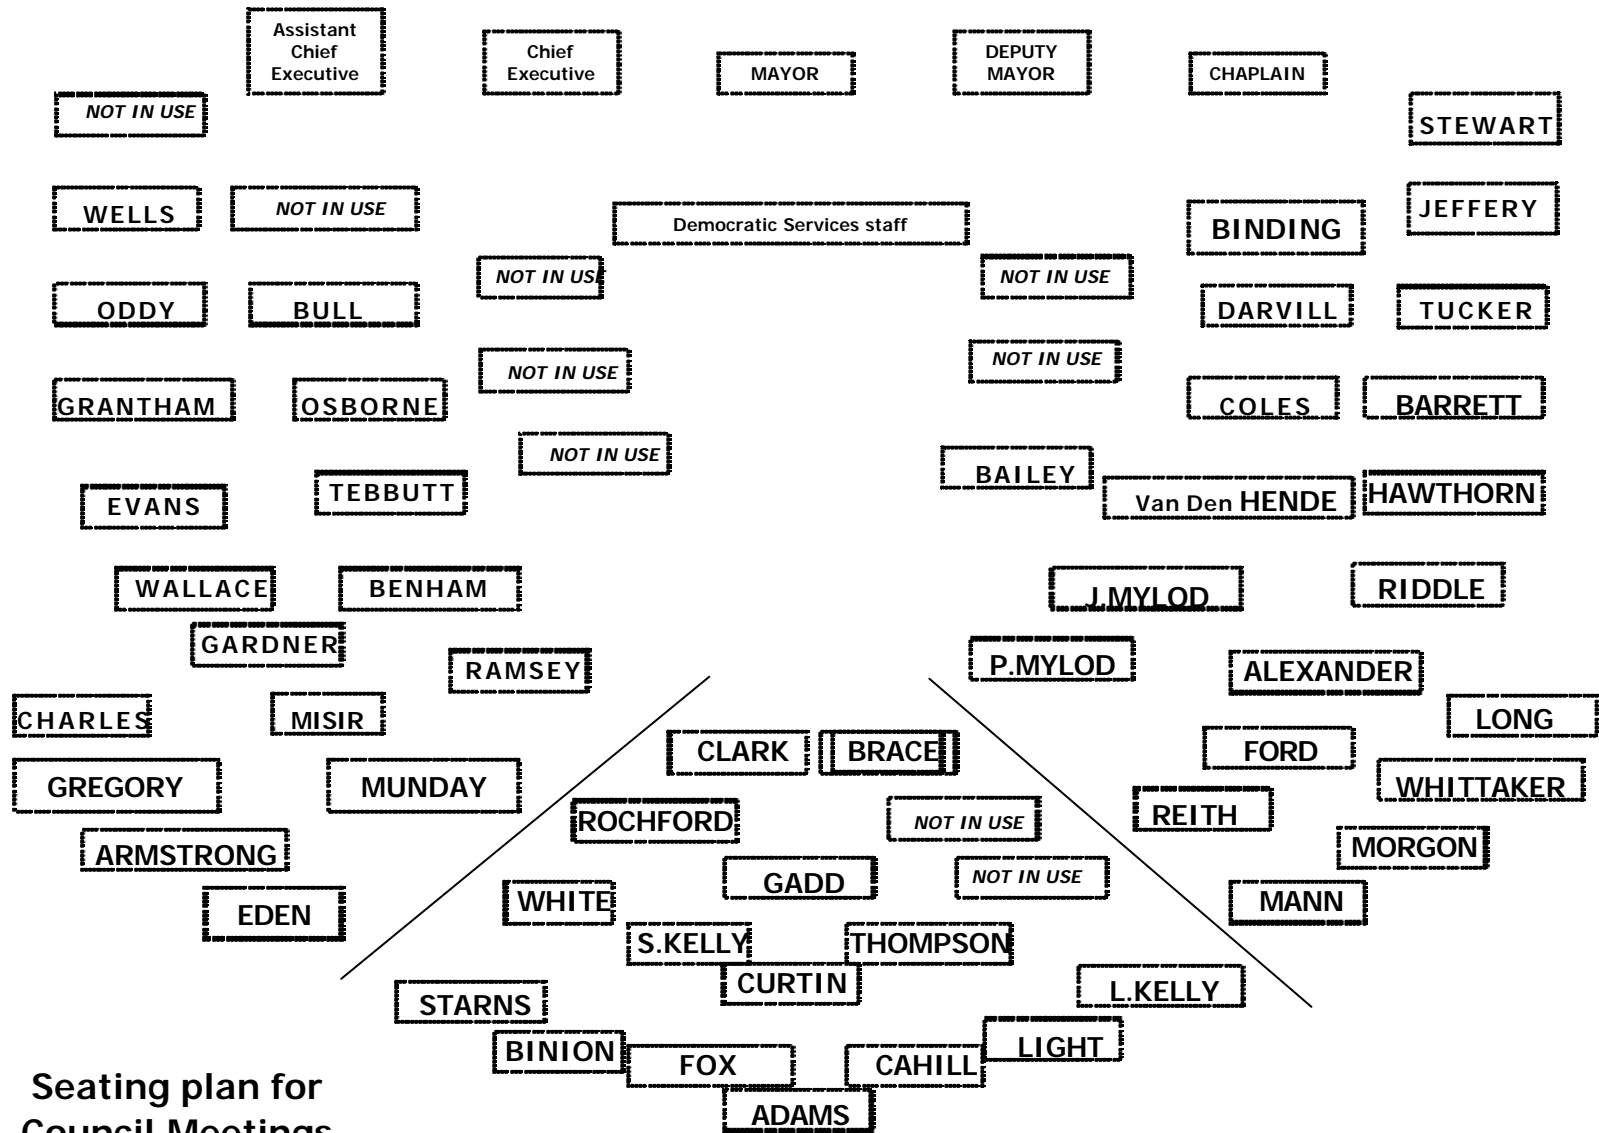 Assistant
Chief
Executive
Chief
Executive
MAYOR
DEPUTY
MAYOR
CHAPLAIN
NOT IN USE
STEWART
WELLS
NOT IN USE
Democratic Services staff
BINDING
JEFFERY
NOT IN USE
NOT IN USE
ODDY
BULL
DARVILL
TUCKER
NOT IN USE
NOT IN USE
GRANTHAM
OSBORNE
COLES
BARRETT
NOT IN USE
BAILEY
EVANS
TEBBUTT
Van Den HENDE
HAWTHORN
WALLACE
BENHAM
J.MYLOD
RIDDLE
GARDNER
RAMSEY
P.MYLOD
ALEXANDER
CHARLES
MISIR
LONG
CLARK
BRACE
FORD
GREGORY
MUNDAY
WHITTAKER
ROCHFORD
NOT IN USE
REITH
ARMSTRONG
MORGON
GADD
NOT IN USE
EDEN
WHITE
MANN
S.KELLY
THOMPSON
CURTIN
L.KELLY
STARNS
BINION
LIGHT
FOX
CAHILL
ADAMS
Seating plan for
Council Meetings